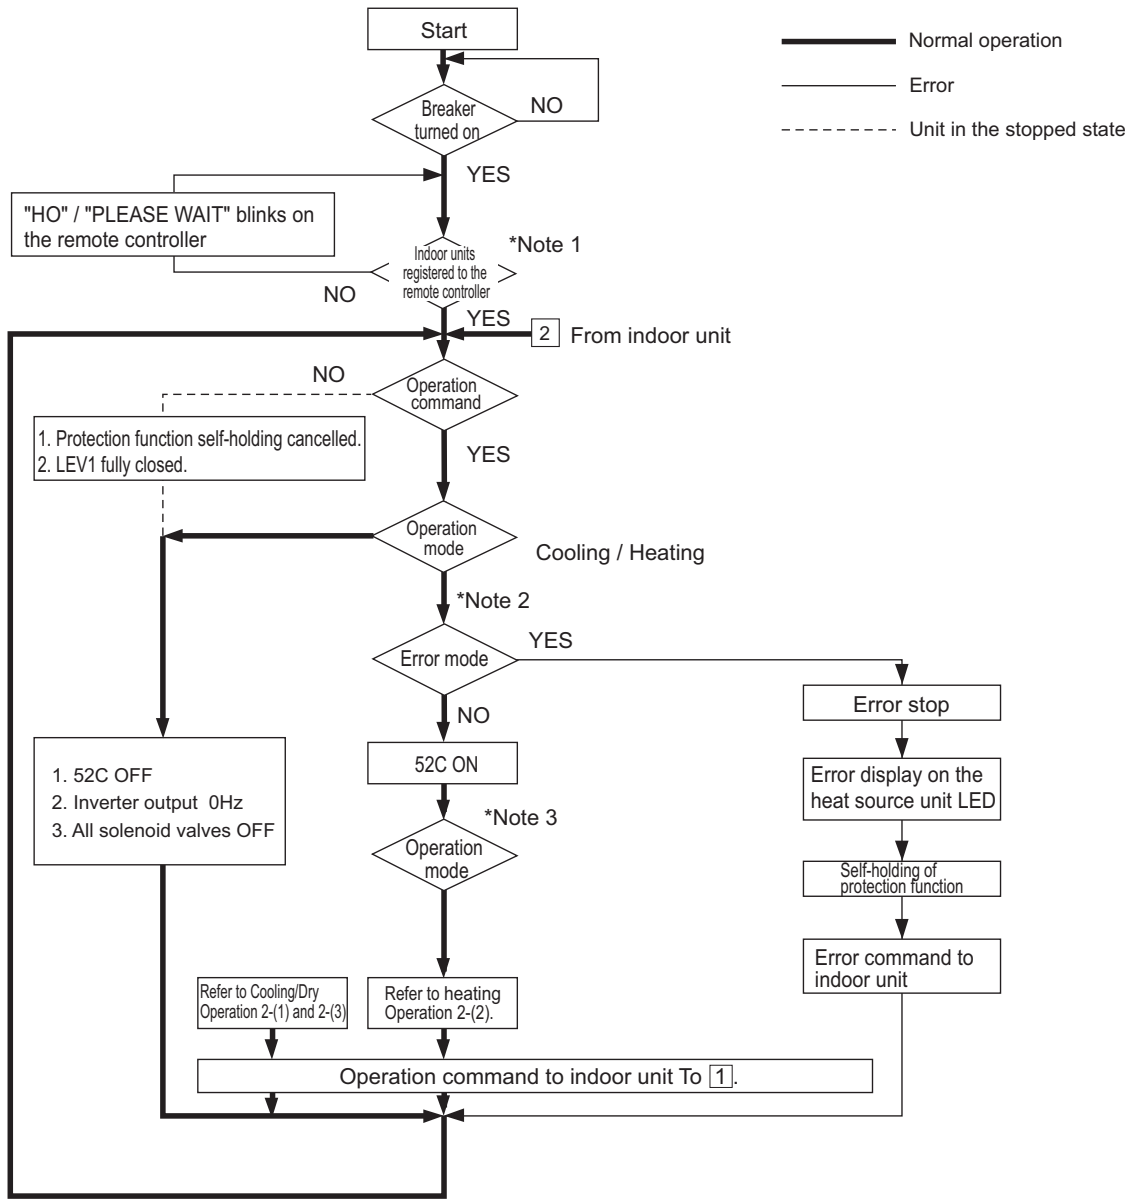 Start
Normal operation
Error
Unit in the stopped state
Breaker
turned on
NO
YES
"HO" / "PLEASE WAIT" blinks on
the remote controller
*Note 1
Indoor units
registered to the
remote controller
NO
YES
2 From indoor unit
NO
Operation
command
1. Protection function self-holding cancelled.
2. LEV1 fully closed.
YES
Operation
mode
Cooling / Heating
*Note 2
YES
Error mode
NO
Error stop
52C ON
Error display on the
heat source unit LED
1. 52C OFF
2. Inverter output 0Hz
3. All solenoid valves OFF
*Note 3
Operation
mode
Self-holding of
protection function
Error command to
indoor unit
Refer to Cooling/Dry
Operation 2-(1) and 2-(3)
Refer to heating
Operation 2-(2).
Operation command to indoor unit To 1.